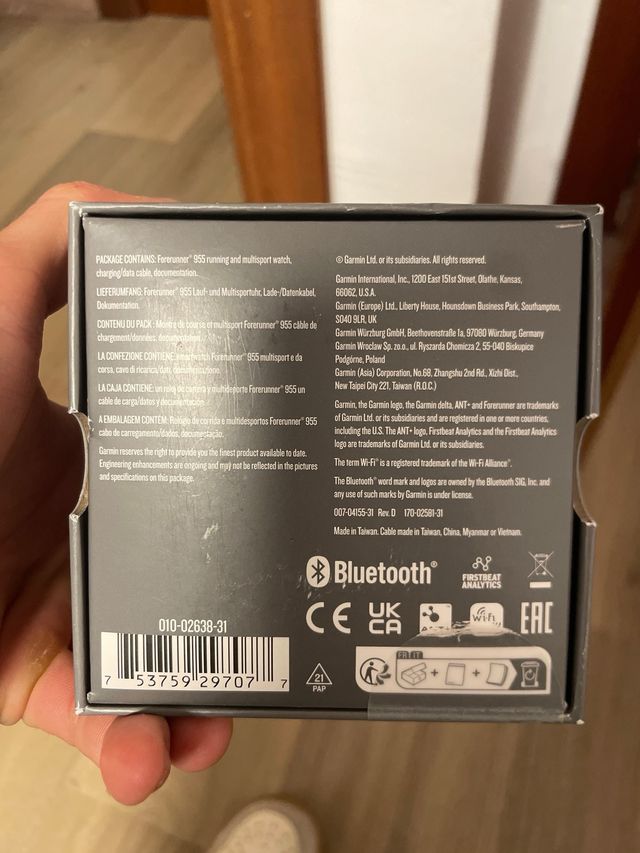 PACKAGE CONTAINS: Forerunner® 955 running and multisport watch,
charging/data cable, documentation.
LIEFERUMFANG: Forerunner® 955 Lauf- und Multisportuhr, Lade-/Datenkabel,
Dokumentation.
CONTENU DU PACK : Montre de course et multisport Forerunner® 955 câble de
chargement/données, documentation.
LA CONFEZIONE CONTIENE: smartwatch Forerunner® 955 multisport e da
corsa, cavo di ricarica/dati, documentazione.
LA CAJA CONTIENE: un reloj de carrera y multideporte Forerunner® 955 un
cable de carga/datos y documentación
A EMBALAGEM CONTÉM: Relógio de corrida e multidesportos Forerunner® 955
cabo de carregamento/dados, documentação.
Garmin reserves the right to provide you the finest product available to date.
Engineering enhancements are ongoing and may not be reflected in the pictures
and specifications on this package.
© Garmin Ltd. or its subsidiaries. All rights reserved.
Garmin International, Inc., 1200 East 151st Street, Olathe, Kansas,
66062, U.S.A.
Garmin (Europe) Ltd., Liberty House, Hounsdown Business Park, Southampton,
SO40 9LR, UK
Garmin Würzburg GmbH, Beethovenstraße 1a, 97080 Würzburg, Germany
Garmin Wroclaw Sp. zo.o., ul. Ryszarda Chomicza 2, 55-040 Biskupice
Podgórne, Poland
Garmin (Asia) Corporation, No.68, Zhangshu 2nd Rd., Xizhi Dist.,
New Taipei City 221, Taiwan (R.O.C.)
Garmin, the Garmin logo, the Garmin delta, ANT+ and Forerunner are trademarks
of Garmin Ltd. or its subsidiaries and are registered in one or more countries,
including the U.S. The ANT+ logo, Firstbeat Analytics and the Firstbeat Analytics
logo are trademarks of Garmin Ltd. or its subsidiaries.
The term Wi-Fi® is a registered trademark of the Wi-Fi Alliance®.
The Bluetooth® word mark and logos are owned by the Bluetooth SIG, Inc. and
any use of such marks by Garmin is under license.
007-04155-31 Rev. D 170-02581-31
Made in Taiwan. Cable made in Taiwan, China, Myanmar or Vietnam.
Bluetooth®
FIRSTBEAT
ANALYTICS
CE
UK
CA
Wi-Fi
EAC
010-02638-31
7 53759 29707 7
21
PAP
FR IT
+ +